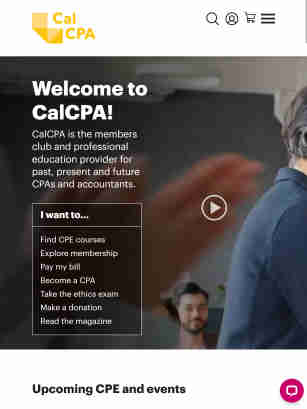 Cal
CPA
Welcome to
CalCPA!
CalCPA is the members
club and professional
education provider for
past, present and future
CPAs and accountants.
I want to...
Find CPE courses
Explore membership
Pay my bill
Become a CPA
Take the ethics exam
Make a donation
Read the magazine
Upcoming CPE and events